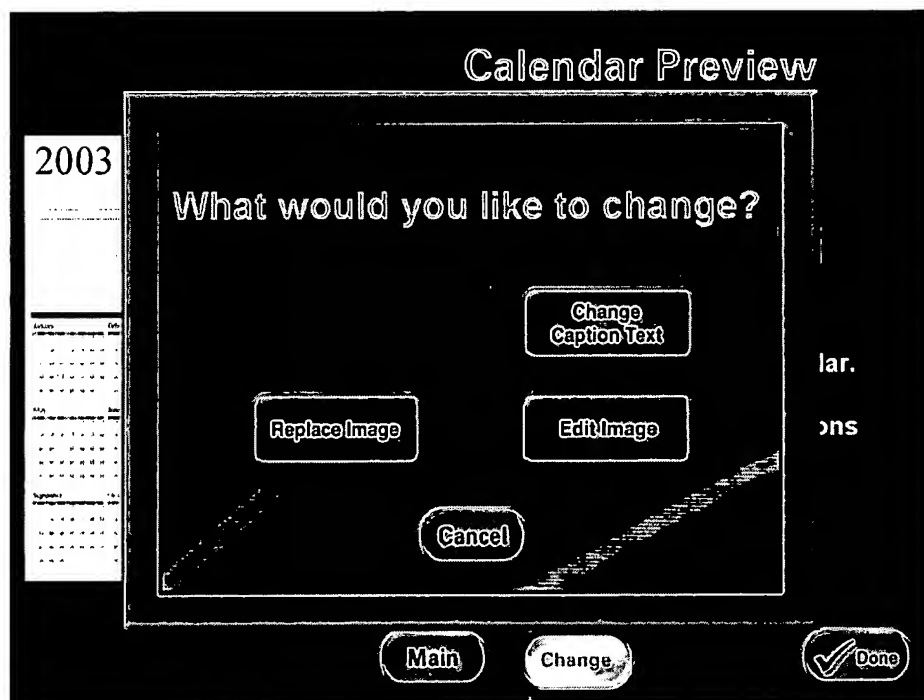 Calendar Preview
2003
What would you like to change?
Change
Caption Text
lar.
Replace Image
Edit Image
ons
Cancel
Main
Change
Done